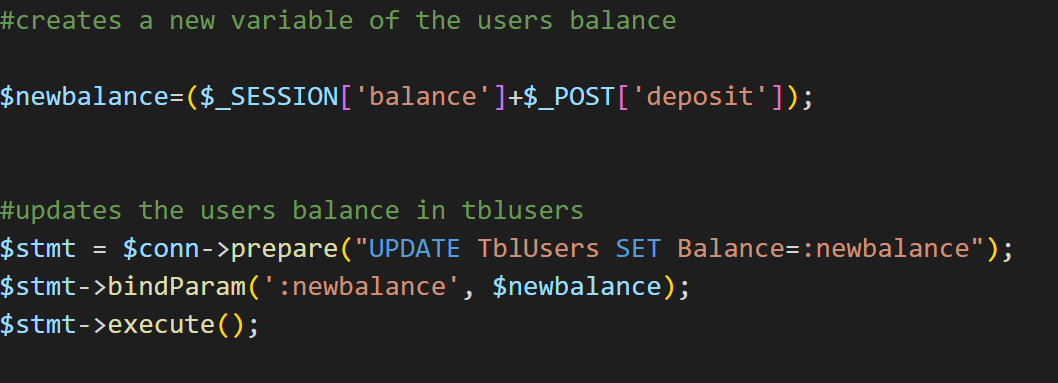 #creates a new variable of the users balance
$newbalance=($_SESSION['balance']+$_POST['deposit']);
#updates the users balance in tblusers
$stmt = $conn->prepare("UPDATE TblUsers SET Balance=:newbalance");
$stmt->bindParam(':newbalance', $newbalance);
$stmt->execute();